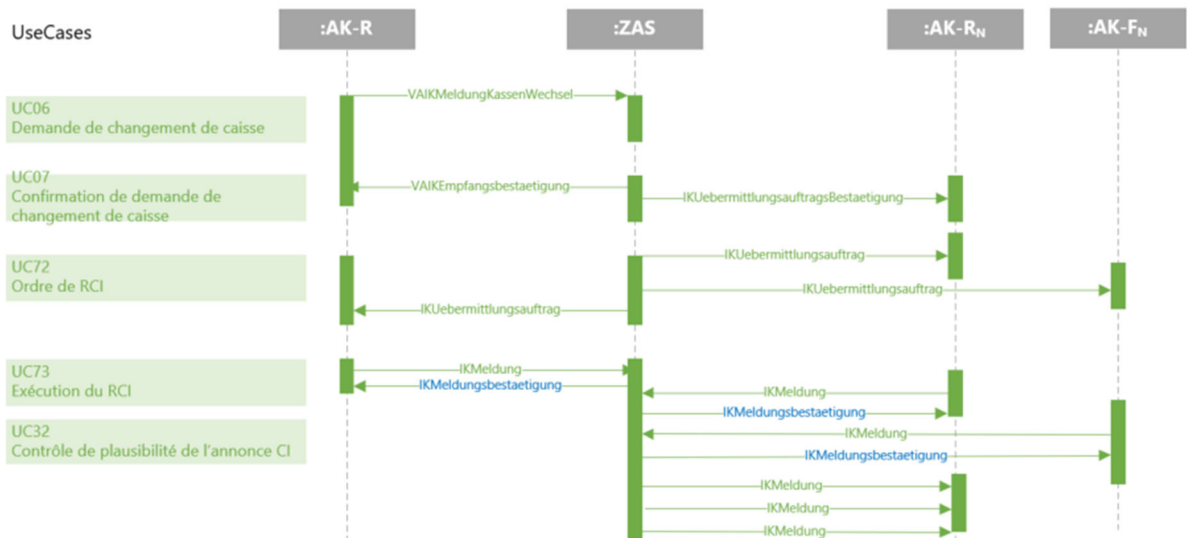 UseCases
:AK-R
:ZAS
:AK-RN
:AK-FN
UC06
Demande de changement de caisse
VAIKMeldungKassenWechsel
UC07
Confirmation de demande de
changement de caisse
VAIKEmpfangsbestaetigung
IKUebermittlungsauftragsBestaetigung
UC72
Ordre de RCI
IKUebermittlungsauftrag
IKUebermittlungsauftrag
IKUebermittlungsauftrag
UC73
Exécution du RCI
IKMeldung
IKMeldungsbestaetigung
IKMeldung
IKMeldungsbestaetigung
UC32
Contrôle de plausibilité de l'annonce CI
IKMeldung
IKMeldungsbestaetigung
IKMeldung
IKMeldung
IKMeldung